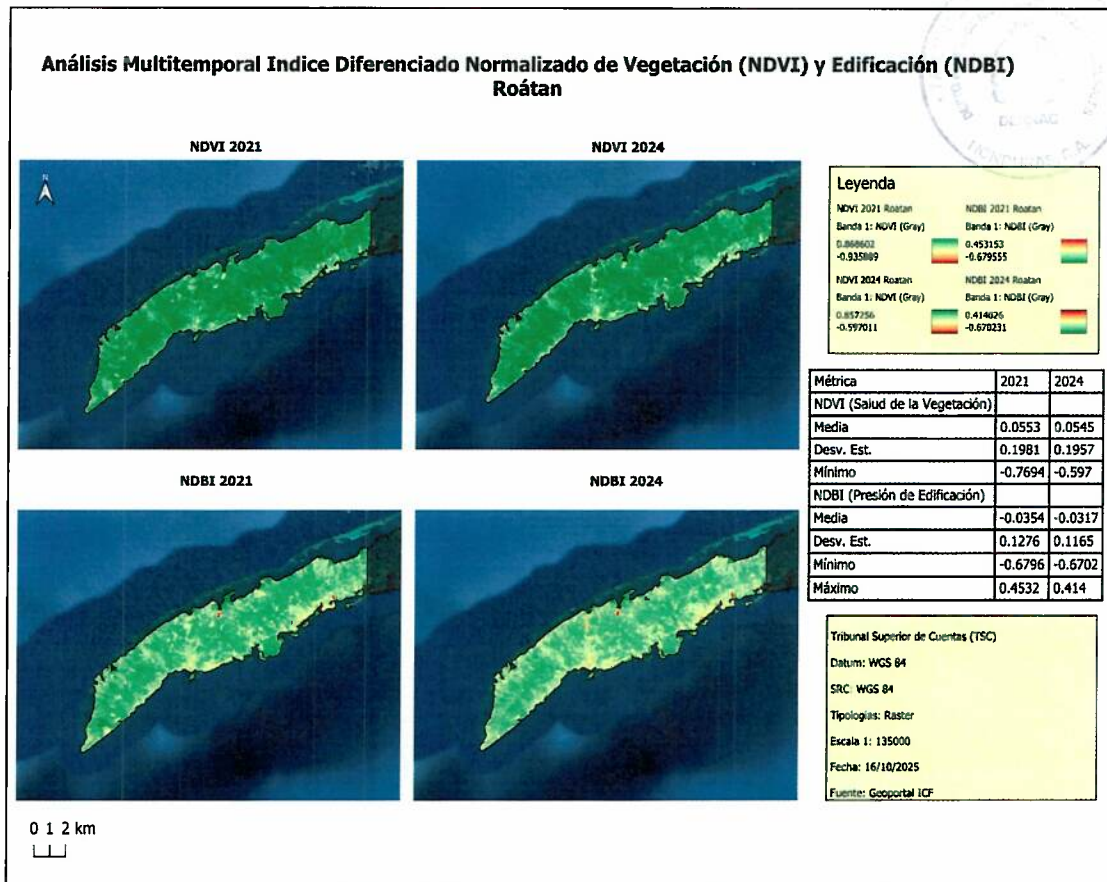 Análisis Multitemporal Indice Diferenciado Normalizado de Vegetación (NDVI) y Edificación (NDBI)
Roátan
HONDURAS
NDVI 2021
NDVI 2024
N
NDBI 2021
NDBI 2024
0 1 2 km
Leyenda
NDVI 2021 Roatan NDBI 2021 Roatan
Banda 1: NDVI (Gray) Banda 1: NDBI (Gray)
0.868602 0.453153
-0.935889 -0.679555
NDVI 2024 Roatan NDBI 2024 Roatan
Banda 1: NDVI (Gray) Banda 1: NDBI (Gray)
0.857256 0.414626
-0.597011 -0.670231
Métrica 2021 2024
NDVI (Salud de la Vegetación)
Media 0.0553 0.0545
Desv. Est. 0.1981 0.1957
Mínimo -0.7694 -0.597
NDBI (Presión de Edificación)
Media -0.0354 -0.0317
Desv. Est. 0.1276 0.1165
Mínimo -0.6796 -0.6702
Máximo 0.4532 0.414
Tribunal Superior de Cuentas (TSC)
Datum: WGS 84
SRC: WGS 84
Tipologias: Raster
Escala 1: 135000
Fecha: 16/10/2025
Fuente: Geoportal ICF